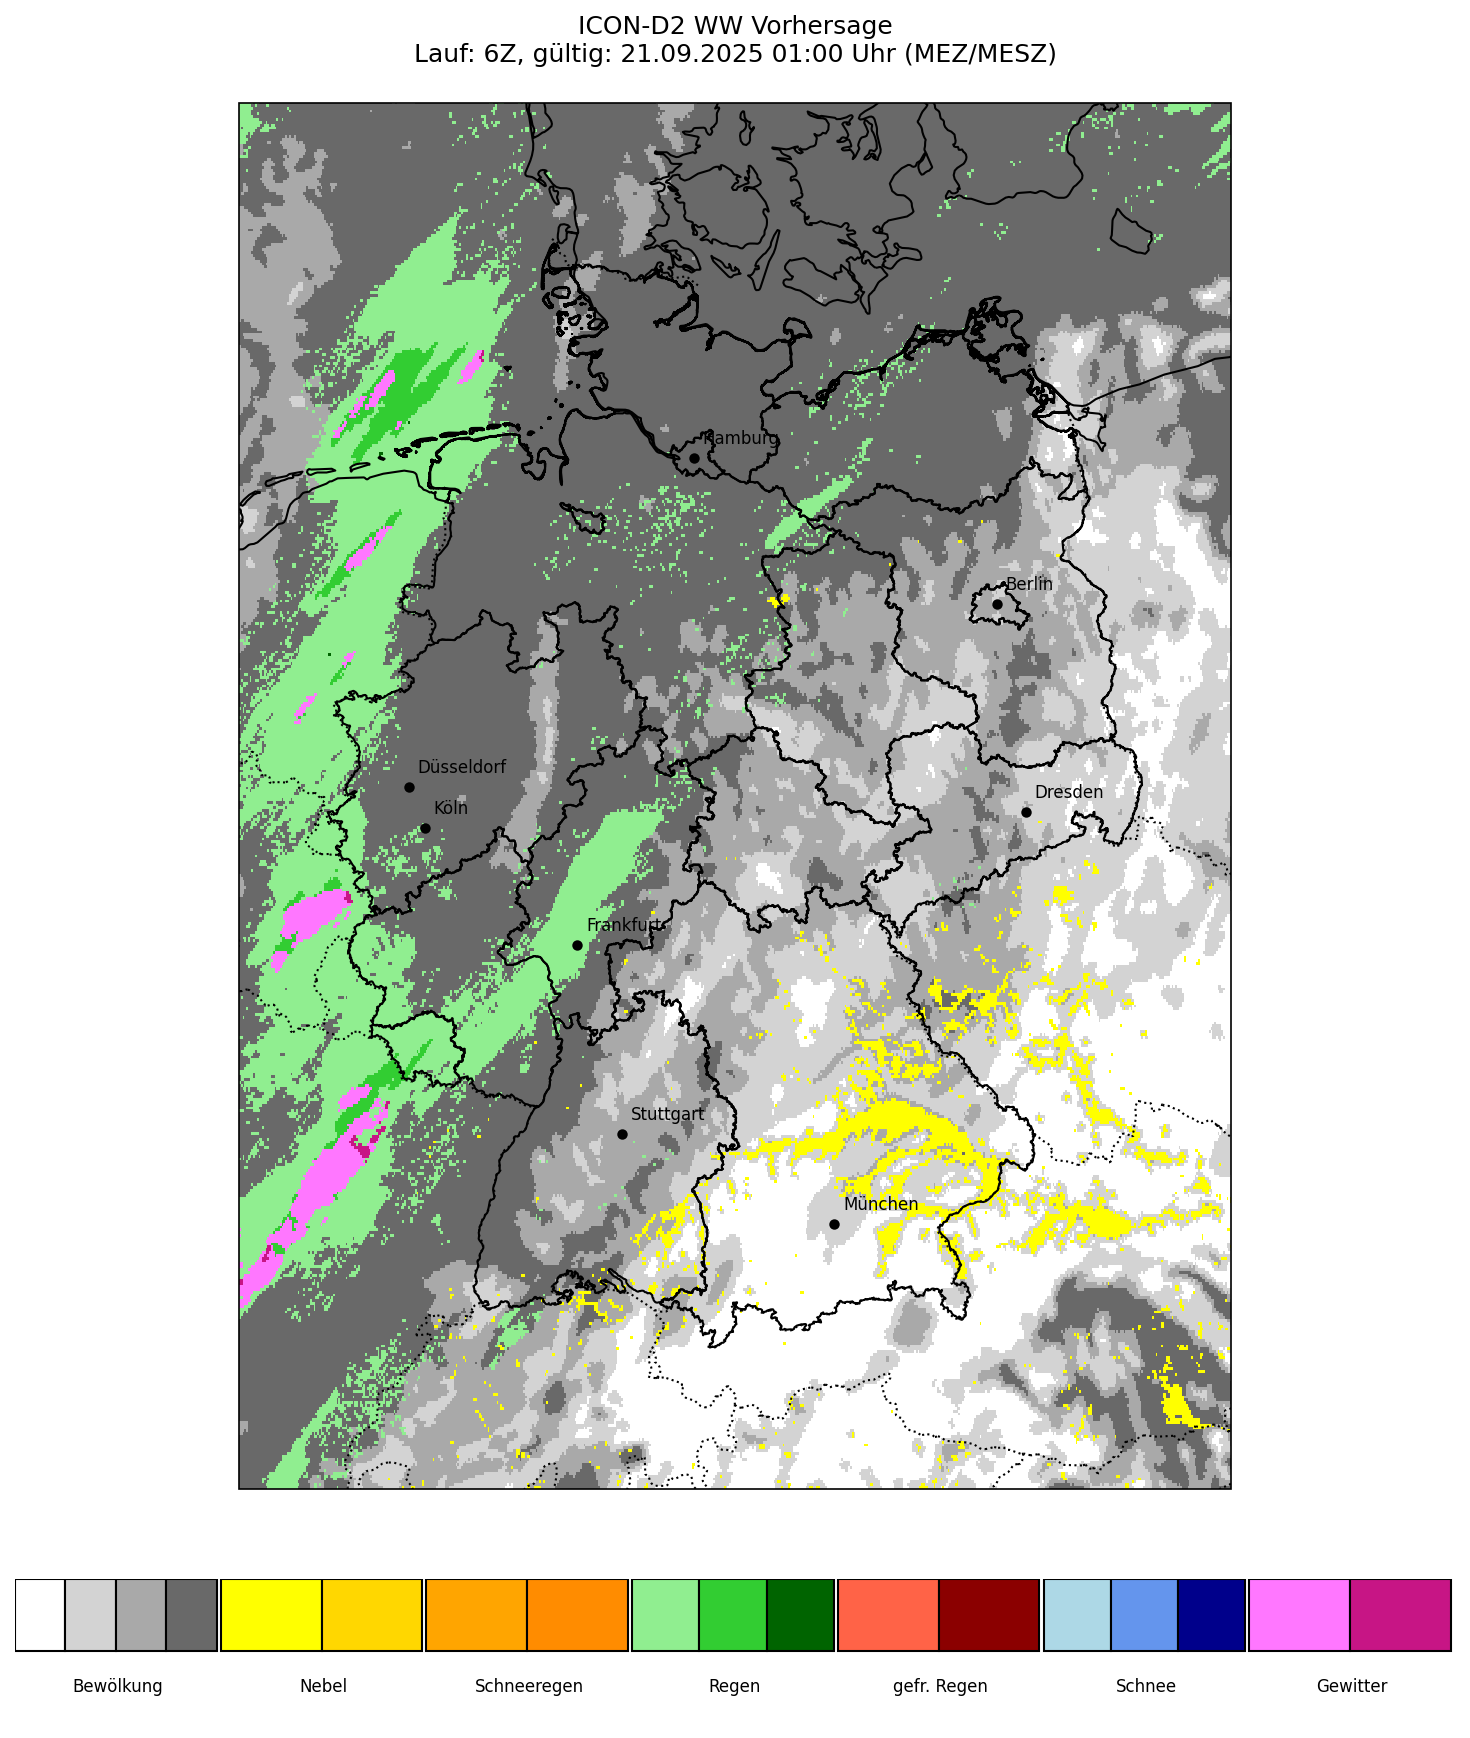 ICON-D2 WW Vorhersage
Lauf: 6Z, gültig: 21.09.2025 01:00 Uhr (MEZ/MESZ)
Hamburg
Berlin
Düsseldorf
Köln
Dresden
Frankfurt
Stuttgart
München
Bewölkung
Nebel
Schneeregen
Regen
gefr. Regen
Schnee
Gewitter